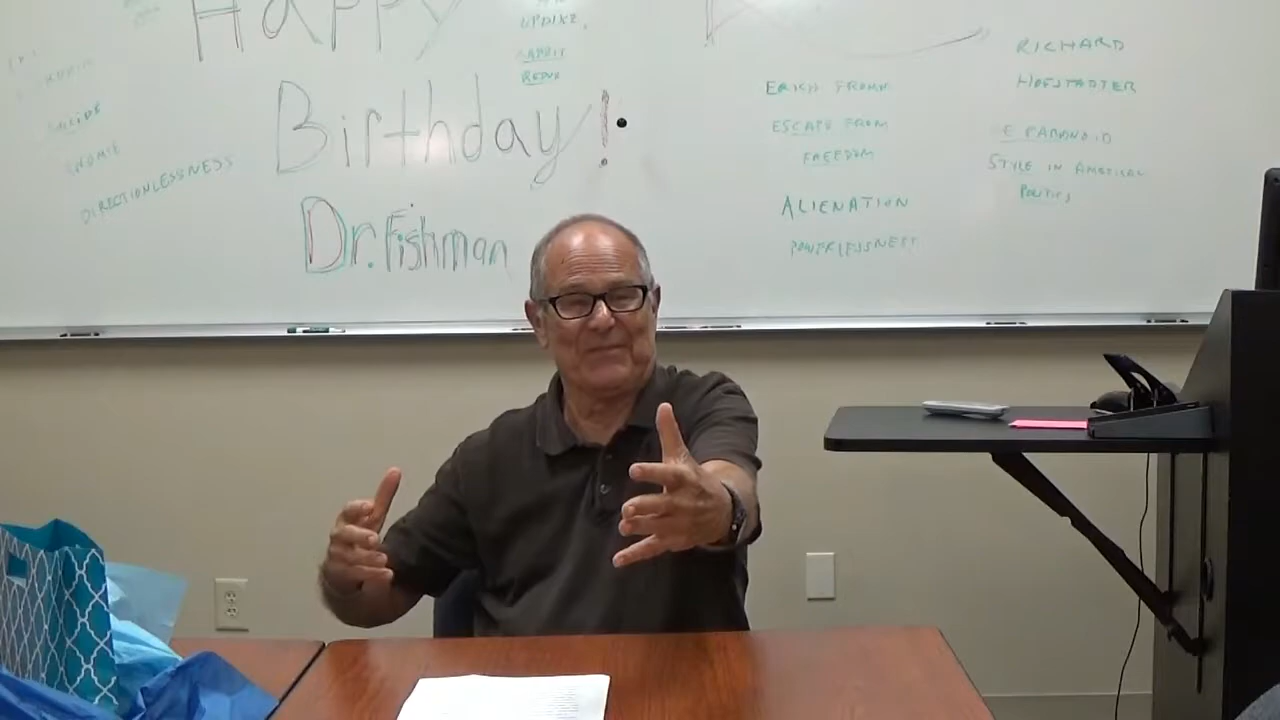 Happy
Birthday!
Dr. Fishman
UPDIKE,
RABBIT
REDUX
SUICIDE
ANOMIE
DIRECTIONLESSNESS
ERICH FROMM
ESCAPE FROM
FREEDOM
ALIENATION
POWERLESSNESS
RICHARD
HOFSTADTER
E PARANOID
STYLE IN AMERICAN
POLITICS